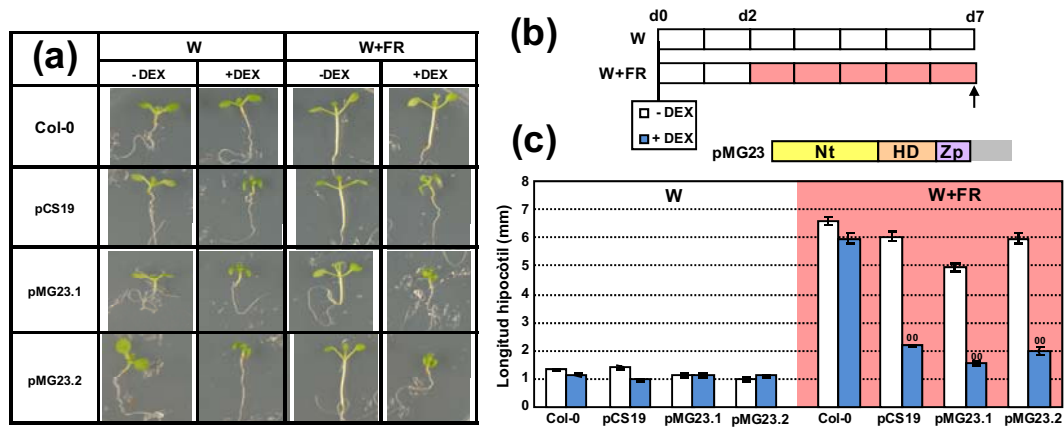 (a)
W W+FR
- DEX +DEX -DEX +DEX
Col-0
pCS19
pMG23.1
pMG23.2
(b)
d0 d2 d7
W
W+FR
- DEX
+ DEX
(c)
pMG23 Nt HD Zp
Longitud hipocòtil (mm)
8
7
6
5
4
3
2
1
0
W W+FR
oo oo oo
Col-0 pCS19 pMG23.1 pMG23.2 Col-0 pCS19 pMG23.1 pMG23.2